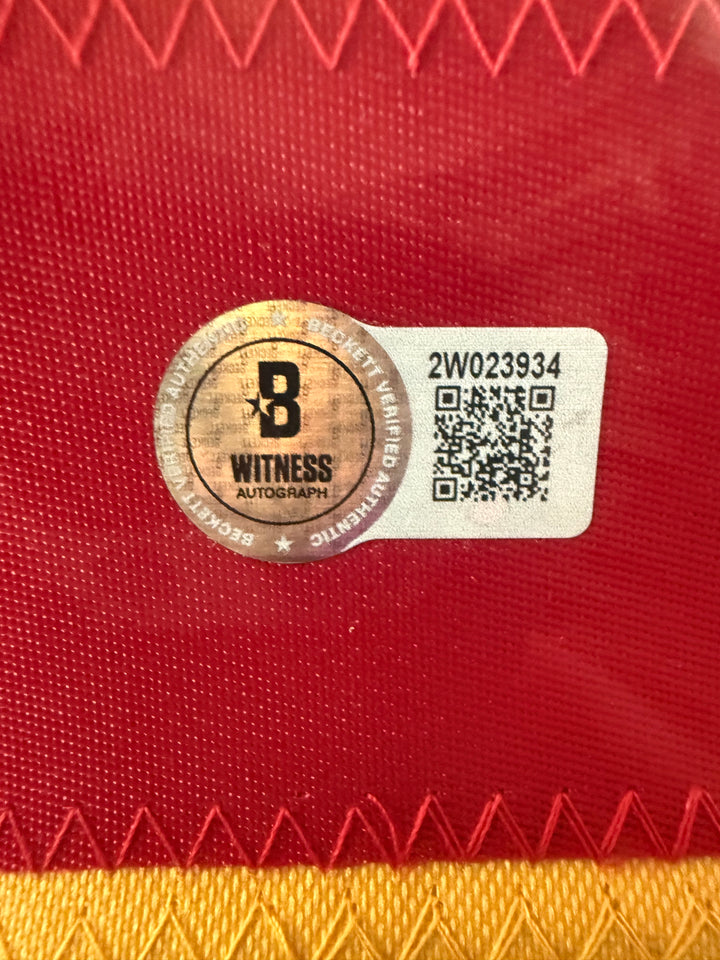 BECKETT VERIFIED AUTHENTIC
BECKETT VERIFIED AUTHENTIC
B
WITNESS
AUTOGRAPH
2W023934